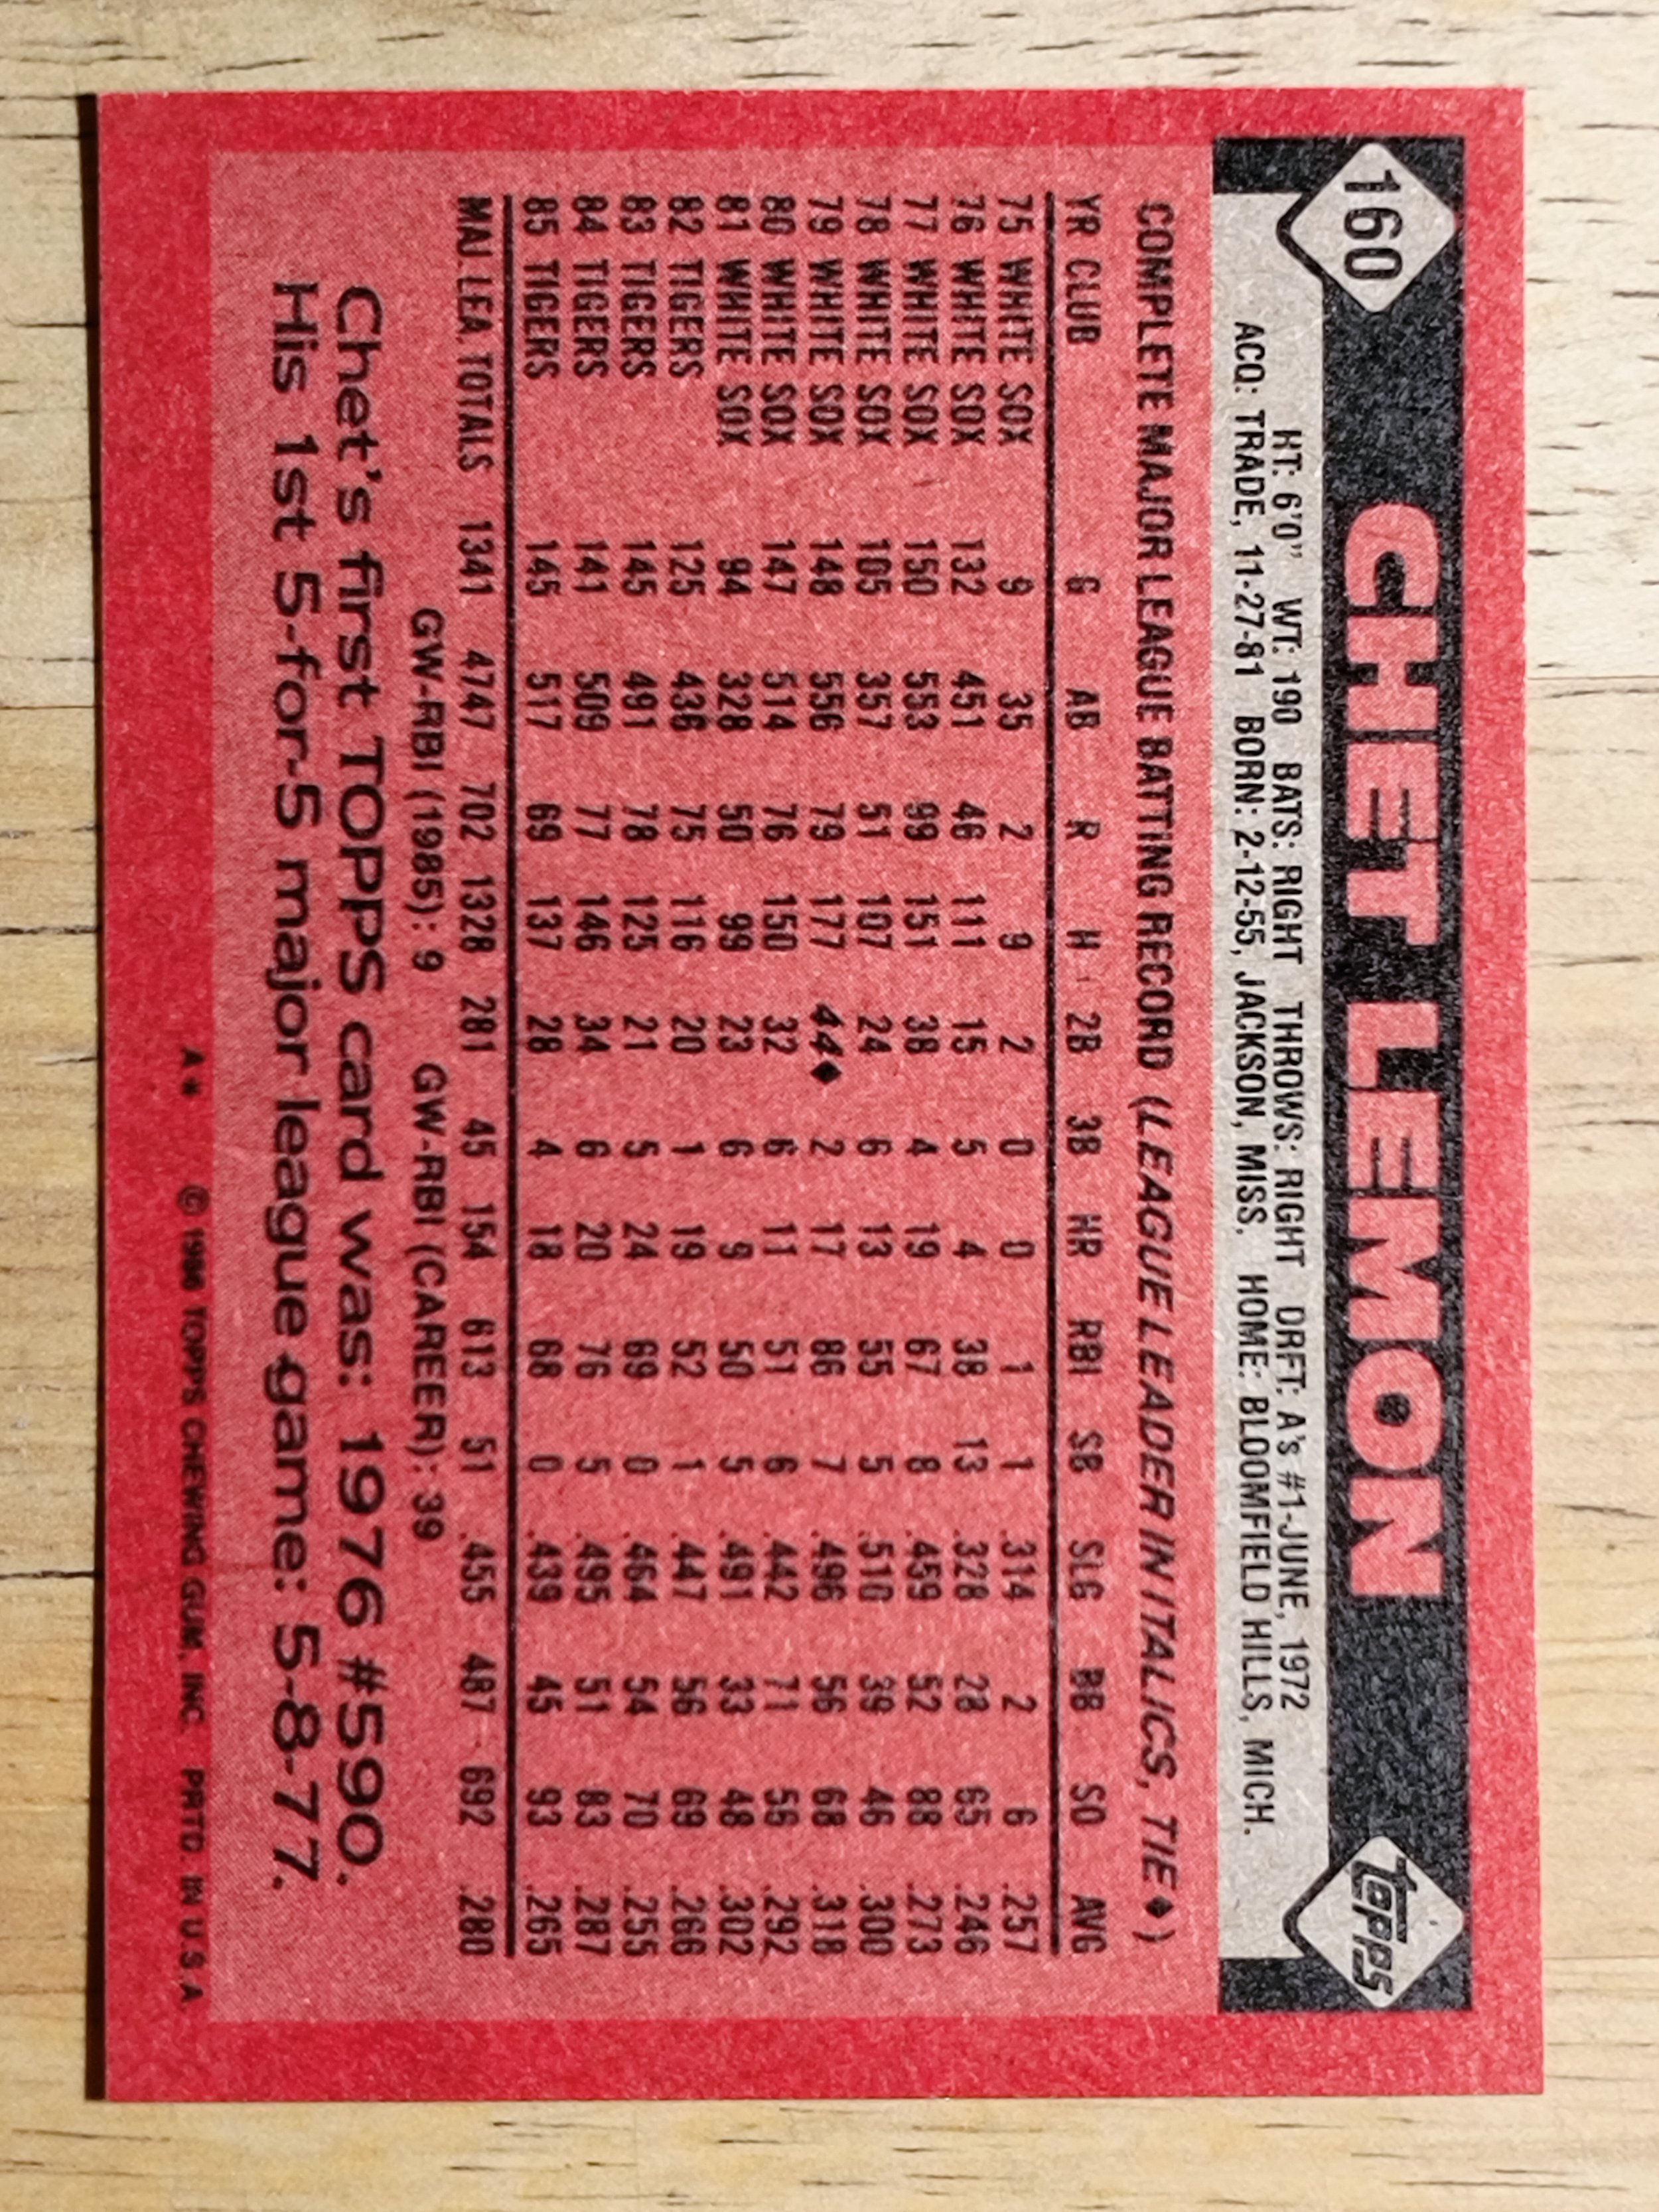 160 CHET LEMON TOPPS
HT: 6'0" WT: 190 BATS: RIGHT THROWS: RIGHT DRFT: A's #1-JUNE, 1972
ACQ: TRADE, 11-27-81 BORN: 2-12-55, JACKSON, MISS. HOME: BLOOMFIELD HILLS, MICH.
COMPLETE MAJOR LEAGUE BATTING RECORD (LEAGUE LEADER IN ITALICS, TIE♦)
YR CLUB G AB R H 2B 3B HR RBI SB SLG BB SO AVG
75 WHITE SOX 9 35 2 9 2 0 0 1 1 .314 2 6 .257
76 WHITE SOX 132 451 46 111 15 5 4 38 13 .328 28 65 .246
77 WHITE SOX 150 553 99 151 38 4 19 67 8 .459 52 88 .273
78 WHITE SOX 105 357 51 107 24 6 13 55 5 .510 39 46 .300
79 WHITE SOX 148 556 79 177 44♦ 2 17 86 7 .496 56 68 .318
80 WHITE SOX 147 514 76 150 32 6 11 51 6 .442 71 56 .292
81 WHITE SOX 94 328 50 99 23 6 9 50 5 .491 33 48 .302
82 TIGERS 125 436 75 116 20 1 19 52 1 .447 56 69 .266
83 TIGERS 145 491 78 125 21 5 24 69 0 .464 54 70 .255
84 TIGERS 141 509 77 146 34 6 20 76 5 .495 51 83 .287
85 TIGERS 145 517 69 137 28 4 18 68 0 .439 45 93 .265
MAJ. LEA. TOTALS 1341 4747 702 1328 281 45 154 613 51 .455 487 692 .280
GW-RBI (1985): 9 GW-RBI (CAREER): 39
Chet's first TOPPS card was: 1976 #590.
His 1st 5-for-5 major league game: 5-8-77.
A* © 1986 TOPPS CHEWING GUM, INC. PRTD. IN U.S.A.